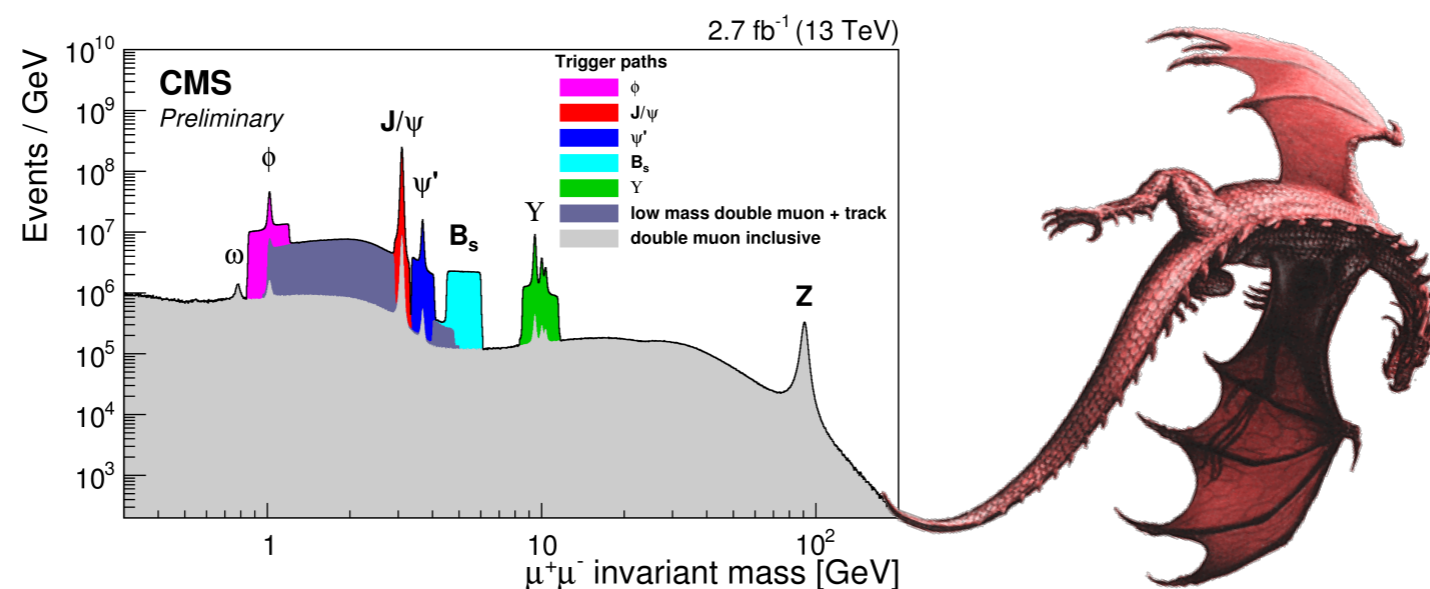 2.7 fb⁻¹ (13 TeV)
Events / GeV
10¹⁰
10⁹
10⁸
10⁷
10⁶
10⁵
10⁴
10³
CMS
Preliminary
Trigger paths
ϕ
J/ψ
ψ'
Bₛ
Υ
low mass double muon + track
double muon inclusive
ω
ϕ
J/ψ
ψ'
Bₛ
Υ
Z
1
10
10²
μ⁺μ⁻ invariant mass [GeV]